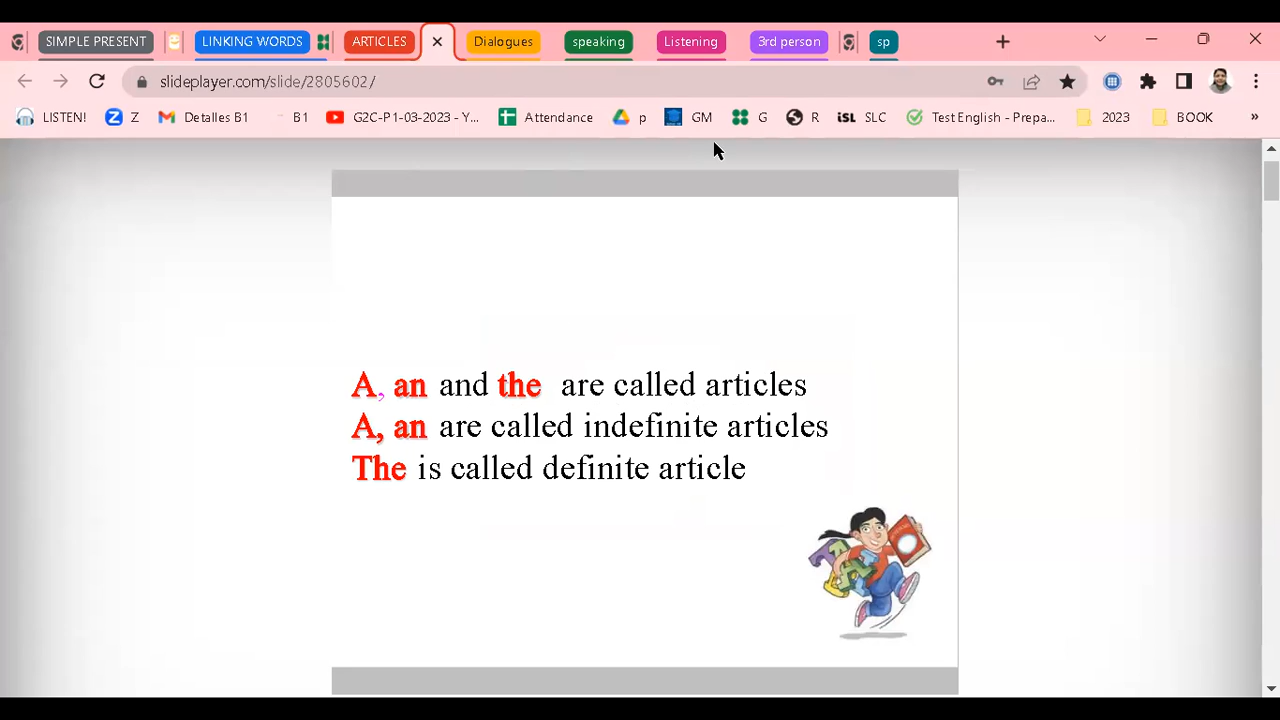 SIMPLE PRESENT LINKING WORDS ARTICLES Dialogues speaking Listening 3rd person sp
slideplayer.com/slide/2805602/
LISTEN! Z Detalles B1 B1 G2C-P1-03-2023 - Y... Attendance p GM G R iSL SLC Test English - Prepa... 2023 BOOK »
A, an and the are called articles
A, an are called indefinite articles
The is called definite article